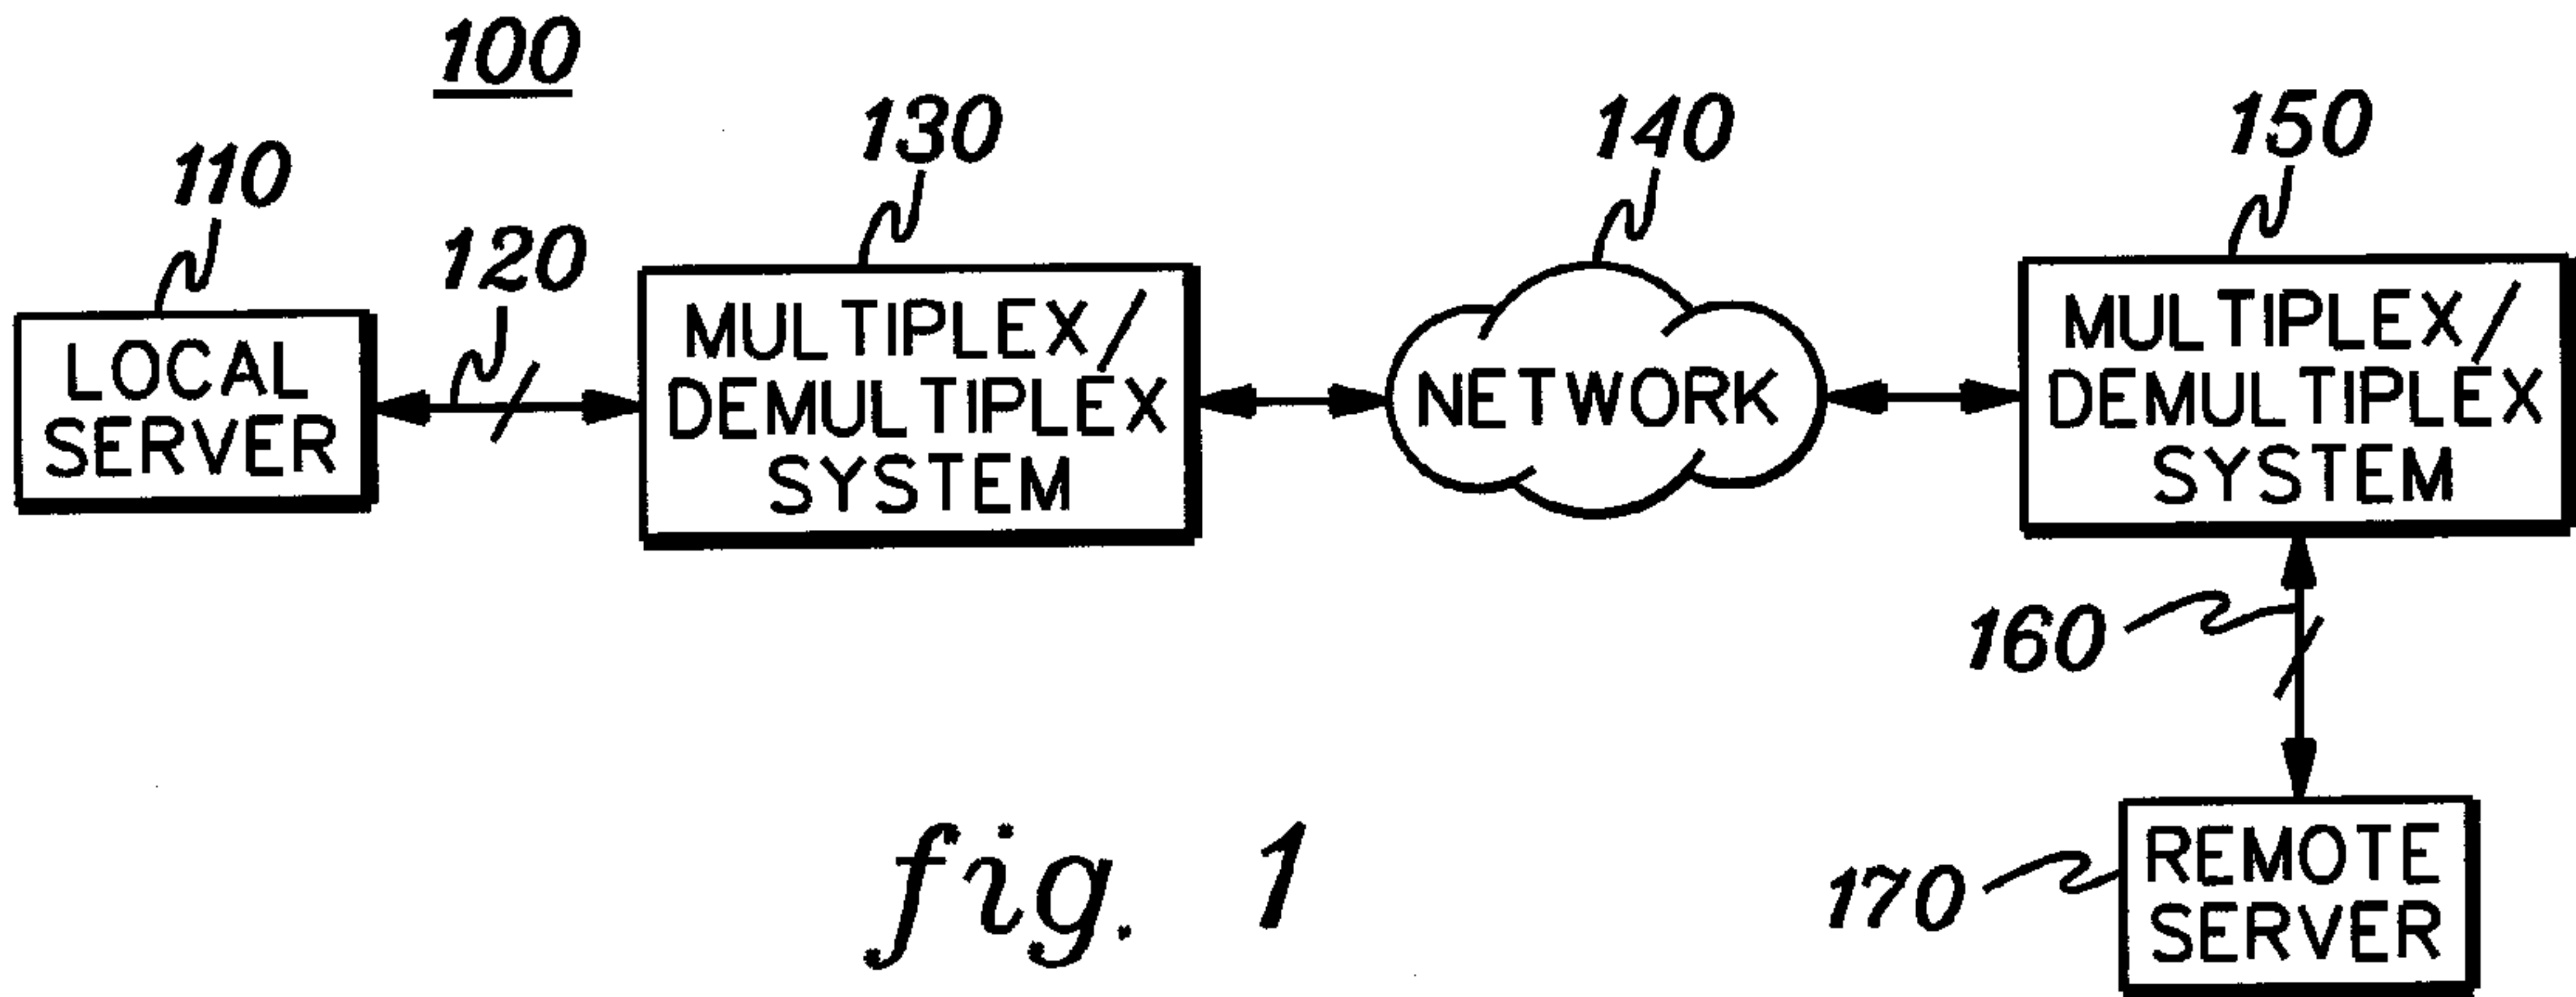 100
110
120
130
140
150
LOCAL
SERVER
MULTIPLEX/
DEMULTIPLEX
SYSTEM
NETWORK
MULTIPLEX/
DEMULTIPLEX
SYSTEM
160
170
REMOTE
SERVER
fig. 1